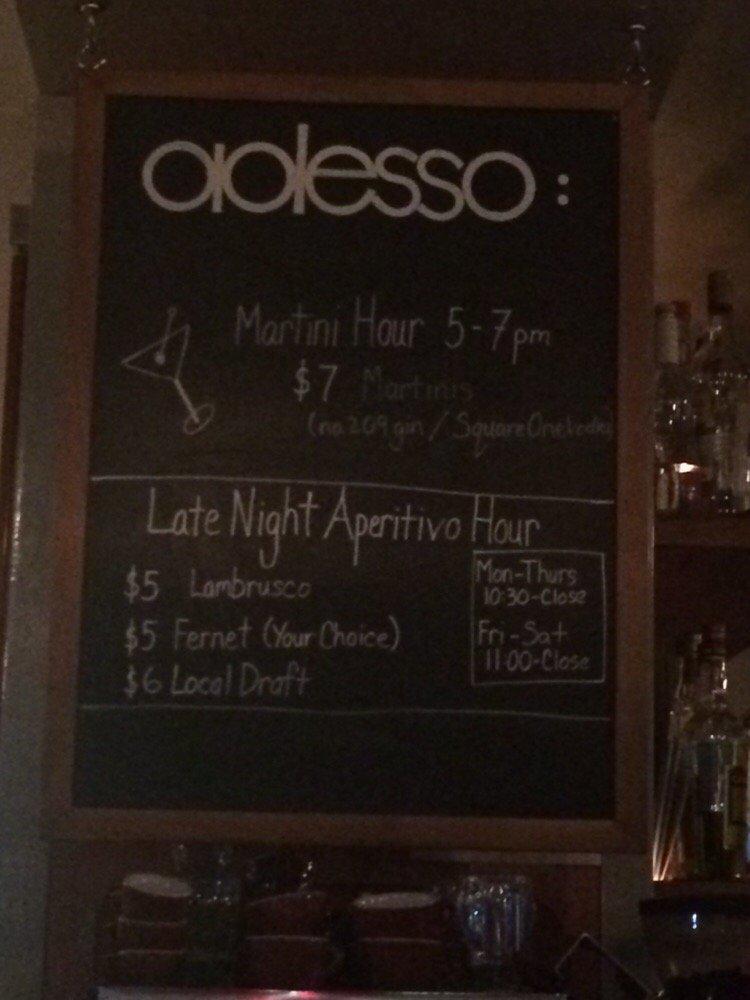 adesso:
Martini Hour 5-7pm
$7 Martinis
(no. 209 gin / Square One Vodka)
Late Night Aperitivo Hour
$5 Lambrusco
$5 Fernet (Your Choice)
$6 Local Draft
Mon-Thurs
10:30-Close
Fri-Sat
11:00-Close